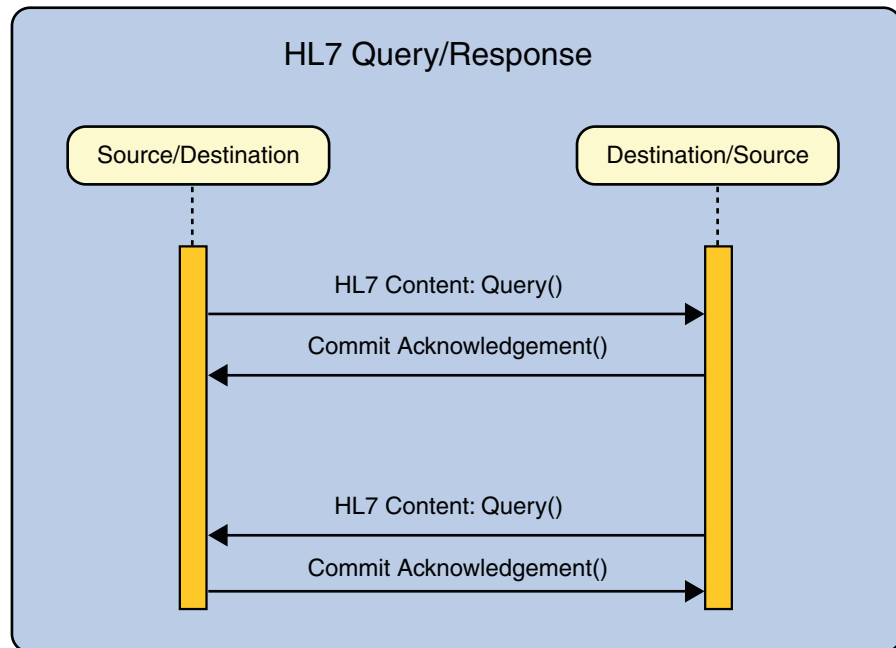 HL7 Query/Response
Source/Destination
Destination/Source
HL7 Content: Query()
Commit Acknowledgement()
HL7 Content: Query()
Commit Acknowledgement()